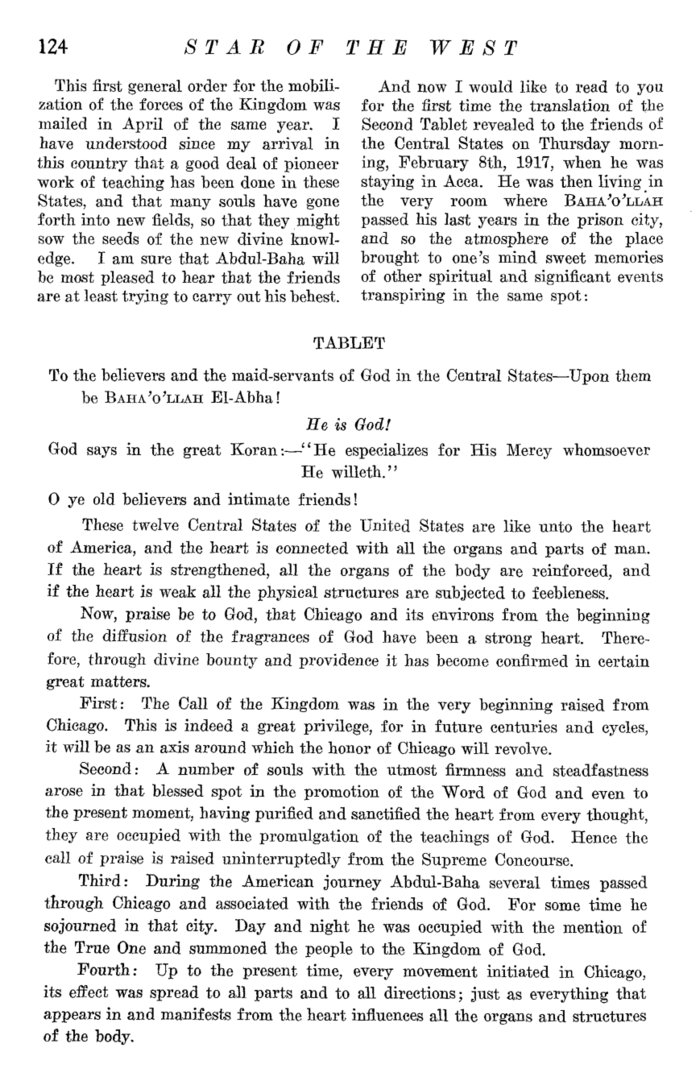 124 STAR OF THE WEST
This first general order for the mobili-
zation of the forces of the Kingdom was
mailed in April of the same year. I
have understood since my arrival in
this country that a good deal of pioneer
work of teaching has been done in these
States, and that many souls have gone
forth into new fields, so that they might
sow the seeds of the new divine knowl-
edge. I am sure that Abdul-Baha will
be most pleased to hear that the friends
are at least trying to carry out his behest.
And now I would like to read to you
for the first time the translation of the
Second Tablet revealed to the friends of
the Central States on Thursday morn-
ing, February 8th, 1917, when he was
staying in Acca. He was then living in
the very room where BAHA'O'LLAH
passed his last years in the prison city,
and so the atmosphere of the place
brought to one's mind sweet memories
of other spiritual and significant events
transpiring in the same spot:
TABLET
To the believers and the maid-servants of God in the Central States—Upon them
be BAHA'O'LLAH El-Abha!
He is God!
God says in the great Koran:—"He especializes for His Mercy whomsoever
He willeth."
O ye old believers and intimate friends!
These twelve Central States of the United States are like unto the heart
of America, and the heart is connected with all the organs and parts of man.
If the heart is strengthened, all the organs of the body are reinforced, and
if the heart is weak all the physical structures are subjected to feebleness.
Now, praise be to God, that Chicago and its environs from the beginning
of the diffusion of the fragrances of God have been a strong heart. There-
fore, through divine bounty and providence it has become confirmed in certain
great matters.
First: The Call of the Kingdom was in the very beginning raised from
Chicago. This is indeed a great privilege, for in future centuries and cycles,
it will be as an axis around which the honor of Chicago will revolve.
Second: A number of souls with the utmost firmness and steadfastness
arose in that blessed spot in the promotion of the Word of God and even to
the present moment, having purified and sanctified the heart from every thought,
they are occupied with the promulgation of the teachings of God. Hence the
call of praise is raised uninterruptedly from the Supreme Concourse.
Third: During the American journey Abdul-Baha several times passed
through Chicago and associated with the friends of God. For some time he
sojourned in that city. Day and night he was occupied with the mention of
the True One and summoned the people to the Kingdom of God.
Fourth: Up to the present time, every movement initiated in Chicago,
its effect was spread to all parts and to all directions; just as everything that
appears in and manifests from the heart influences all the organs and structures
of the body.